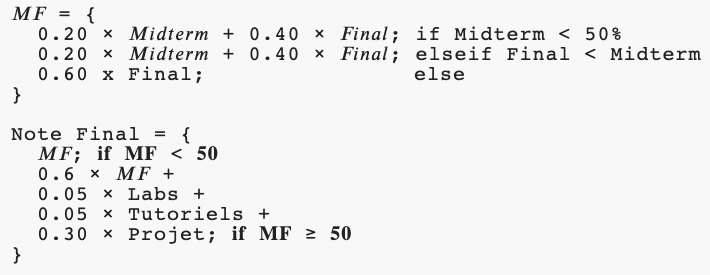 MF = {
0.20 × Midterm + 0.40 × Final; if Midterm < 50%
0.20 × Midterm + 0.40 × Final; elseif Final < Midterm
0.60 x Final; else
}
Note Final = {
MF; if MF < 50
0.6 × MF +
0.05 × Labs +
0.05 × Tutoriels +
0.30 × Projet; if MF ≥ 50
}